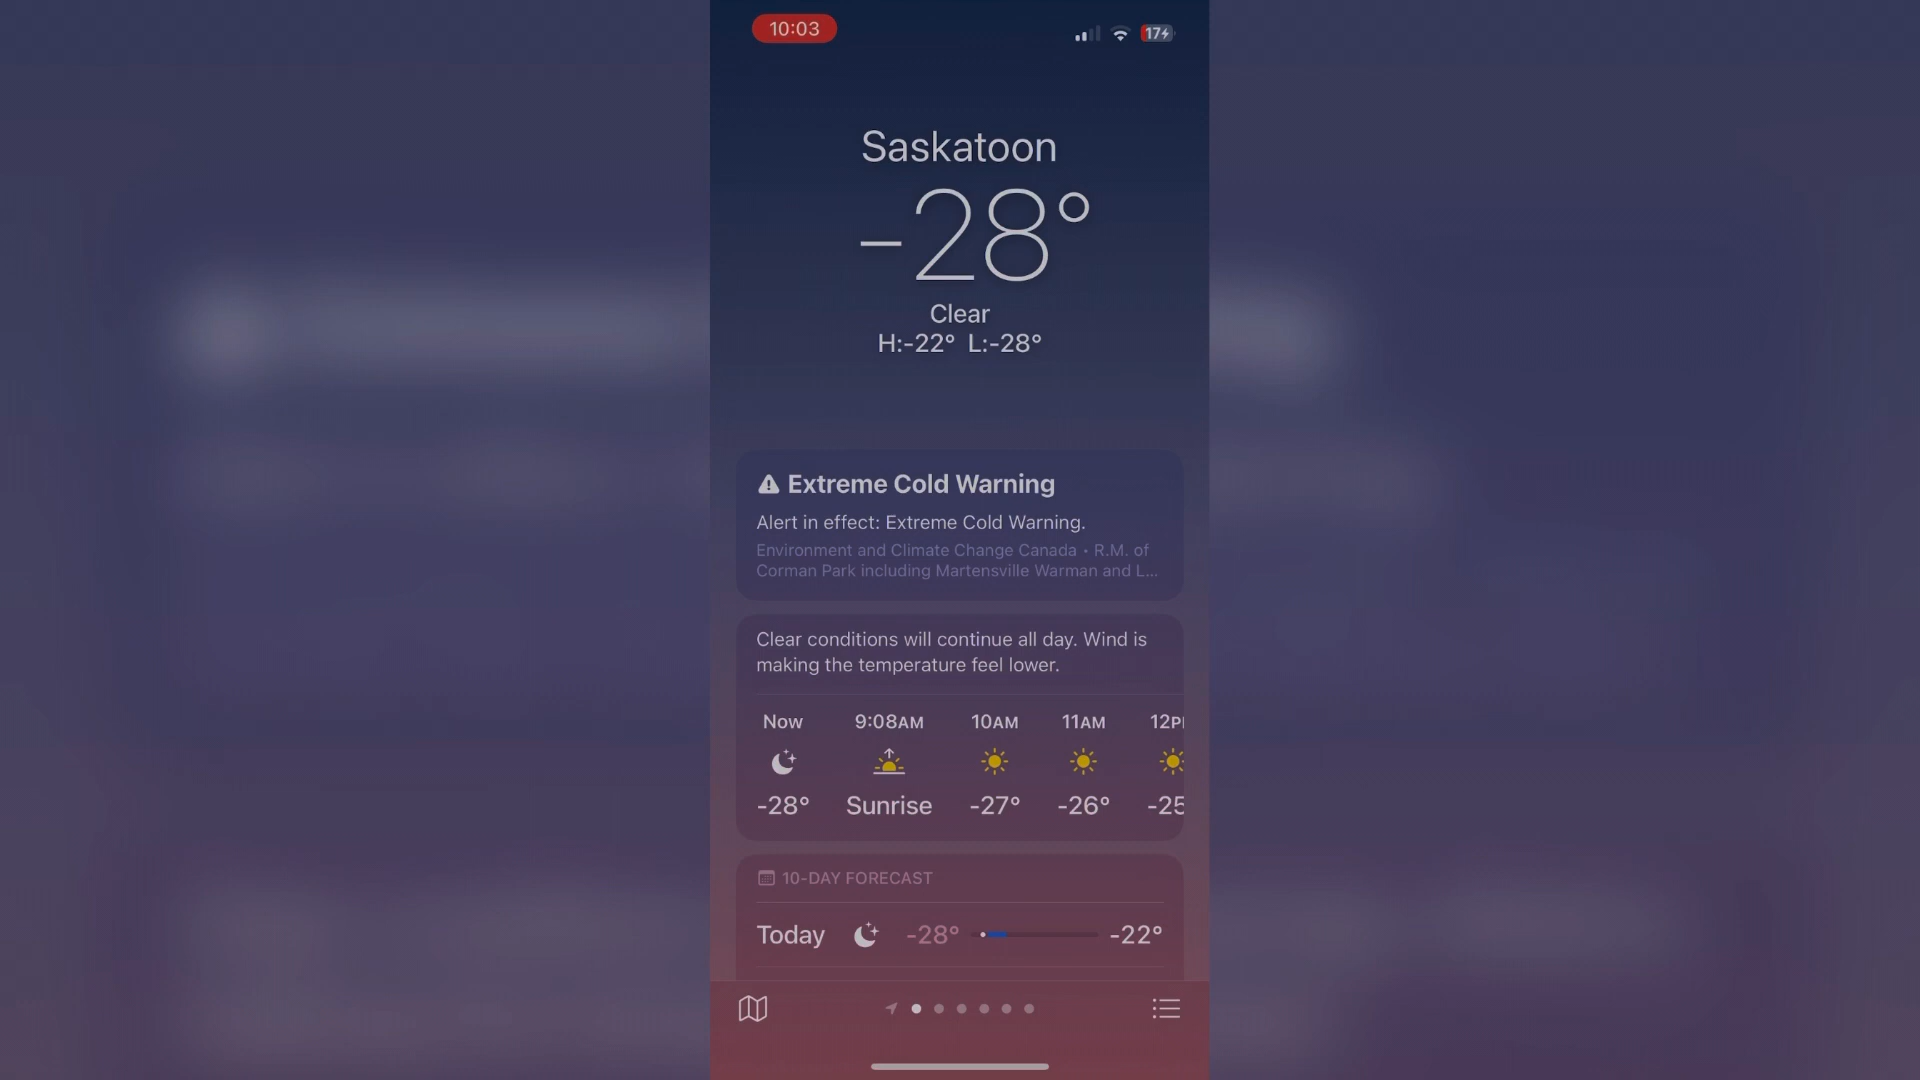 10:03
17
Saskatoon
-28°
Clear
H:-22° L:-28°
Extreme Cold Warning
Alert in effect: Extreme Cold Warning.
Environment and Climate Change Canada • R.M. of
Corman Park including Martensville Warman and L...
Clear conditions will continue all day. Wind is
making the temperature feel lower.
Now 9:08AM 10AM 11AM 12P
-28° Sunrise -27° -26° -25
10-DAY FORECAST
Today -28° -22°